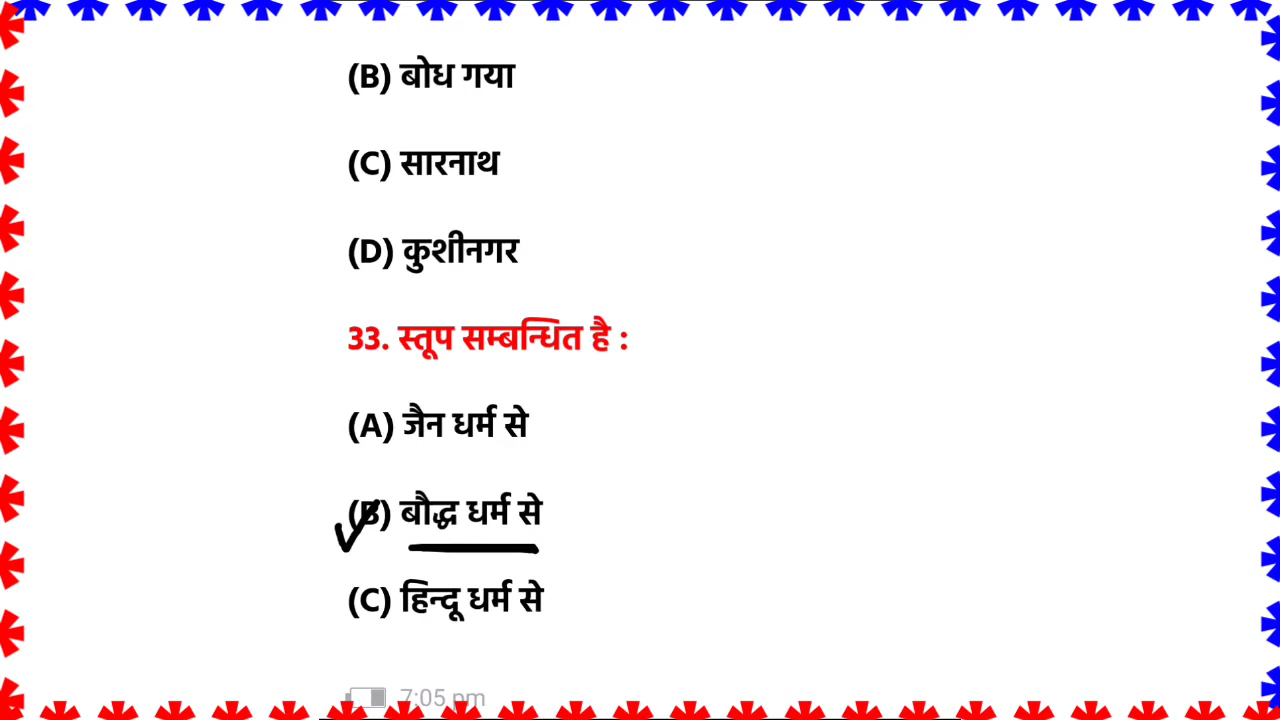 (B) बोध गया
(C) सारनाथ
(D) कुशीनगर
33. स्तूप सम्बन्धित है :
(A) जैन धर्म से
(B) बौद्ध धर्म से
(C) हिन्दू धर्म से
7:05 pm